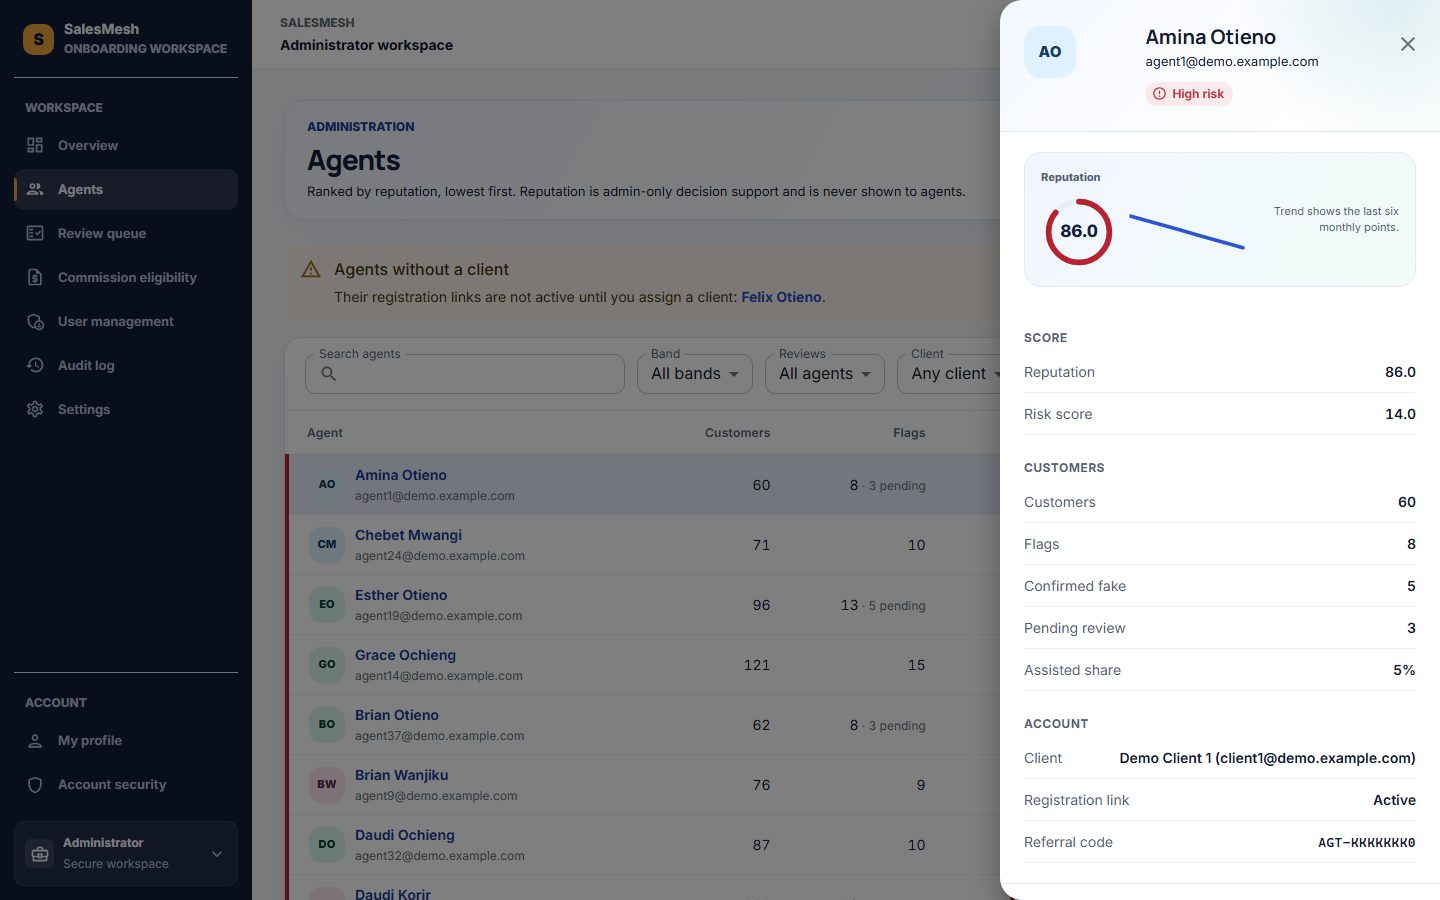 S
SalesMesh
ONBOARDING WORKSPACE
WORKSPACE
Overview
Agents
Review queue
Commission eligibility
User management
Audit log
Settings
ACCOUNT
My profile
Account security
Administrator
Secure workspace
SALESMESH
Administrator workspace
ADMINISTRATION
Agents
Ranked by reputation, lowest first. Reputation is admin-only decision support and is never shown to agents.
Agents without a client
Their registration links are not active until you assign a client: Felix Otieno.
Search agents
Band
All bands
Reviews
All agents
Client
Any client
Agent Customers Flags
AO Amina Otieno 60 8 · 3 pending
agent1@demo.example.com
CM Chebet Mwangi 71 10
agent24@demo.example.com
EO Esther Otieno 96 13 · 5 pending
agent19@demo.example.com
GO Grace Ochieng 121 15
agent14@demo.example.com
BO Brian Otieno 62 8 · 3 pending
agent37@demo.example.com
BW Brian Wanjiku 76 9
agent9@demo.example.com
DO Daudi Ochieng 87 10
agent32@demo.example.com
Daudi Korir
AO
Amina Otieno
agent1@demo.example.com
High risk
Reputation
86.0
Trend shows the last six
monthly points.
SCORE
Reputation 86.0
Risk score 14.0
CUSTOMERS
Customers 60
Flags 8
Confirmed fake 5
Pending review 3
Assisted share 5%
ACCOUNT
Client Demo Client 1 (client1@demo.example.com)
Registration link Active
Referral code AGT-KKKKKKK0